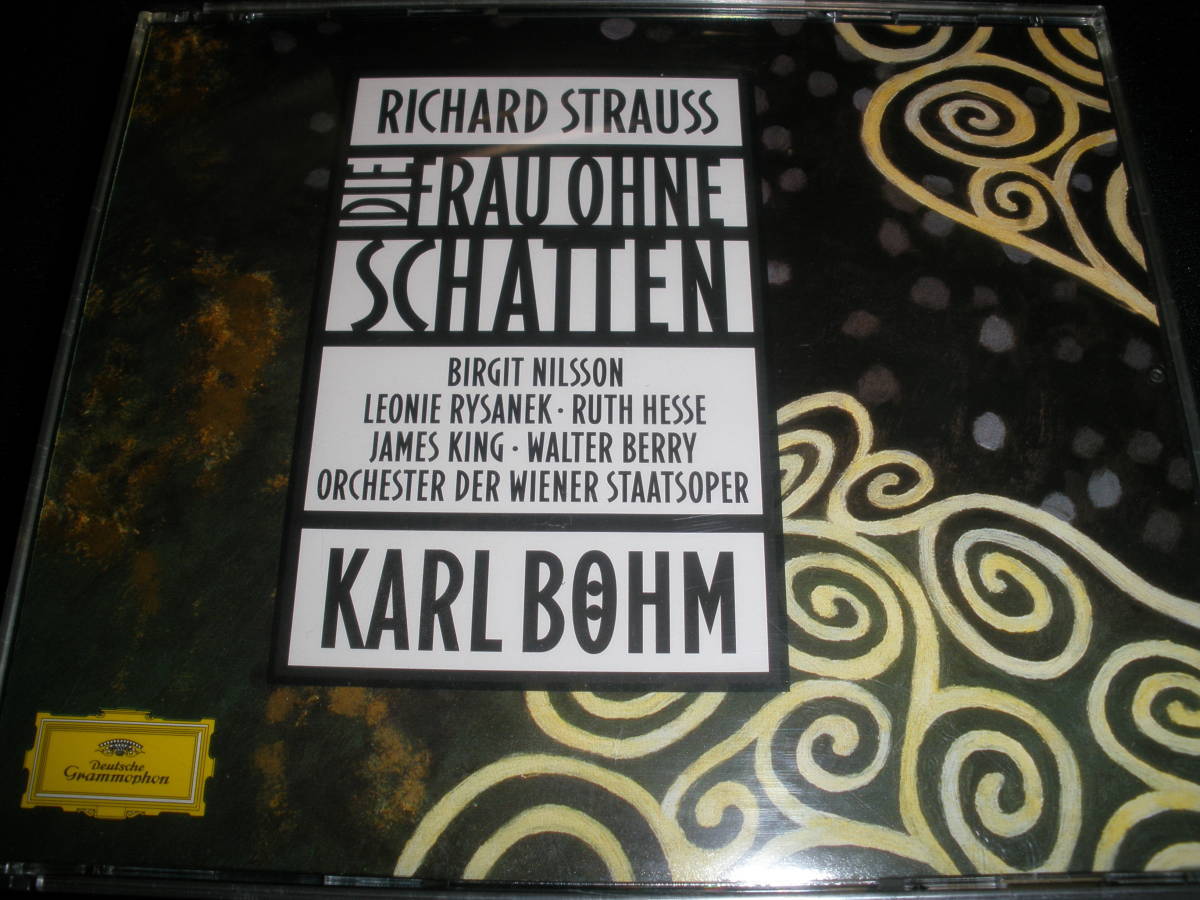 RICHARD STRAUSS
DIE FRAU OHNE
SCHATTEN
BIRGIT NILSSON
LEONIE RYSANEK · RUTH HESSE
JAMES KING · WALTER BERRY
ORCHESTER DER WIENER STAATSOPER
KARL BÖHM
Deutsche
Grammophon